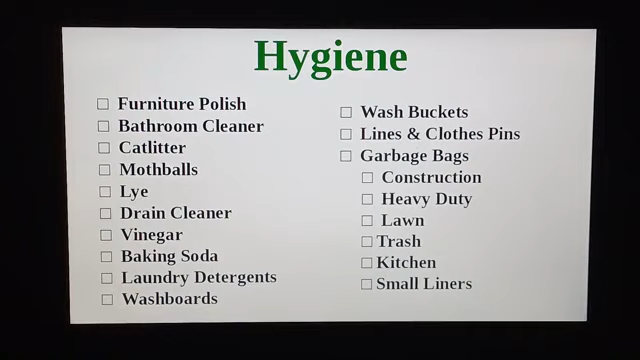 Hygiene
☐ Furniture Polish
☐ Bathroom Cleaner
☐ Catlitter
☐ Mothballs
☐ Lye
☐ Drain Cleaner
☐ Vinegar
☐ Baking Soda
☐ Laundry Detergents
☐ Washboards
☐ Wash Buckets
☐ Lines & Clothes Pins
☐ Garbage Bags
☐ Construction
☐ Heavy Duty
☐ Lawn
☐ Trash
☐ Kitchen
☐ Small Liners